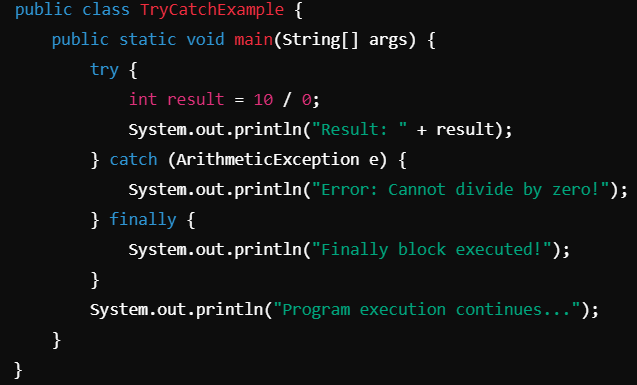 public class TryCatchExample {
    public static void main(String[] args) {
        try {
            int result = 10 / 0;
            System.out.println("Result: " + result);
        } catch (ArithmeticException e) {
            System.out.println("Error: Cannot divide by zero!");
        } finally {
            System.out.println("Finally block executed!");
        }
        System.out.println("Program execution continues...");
    }
}